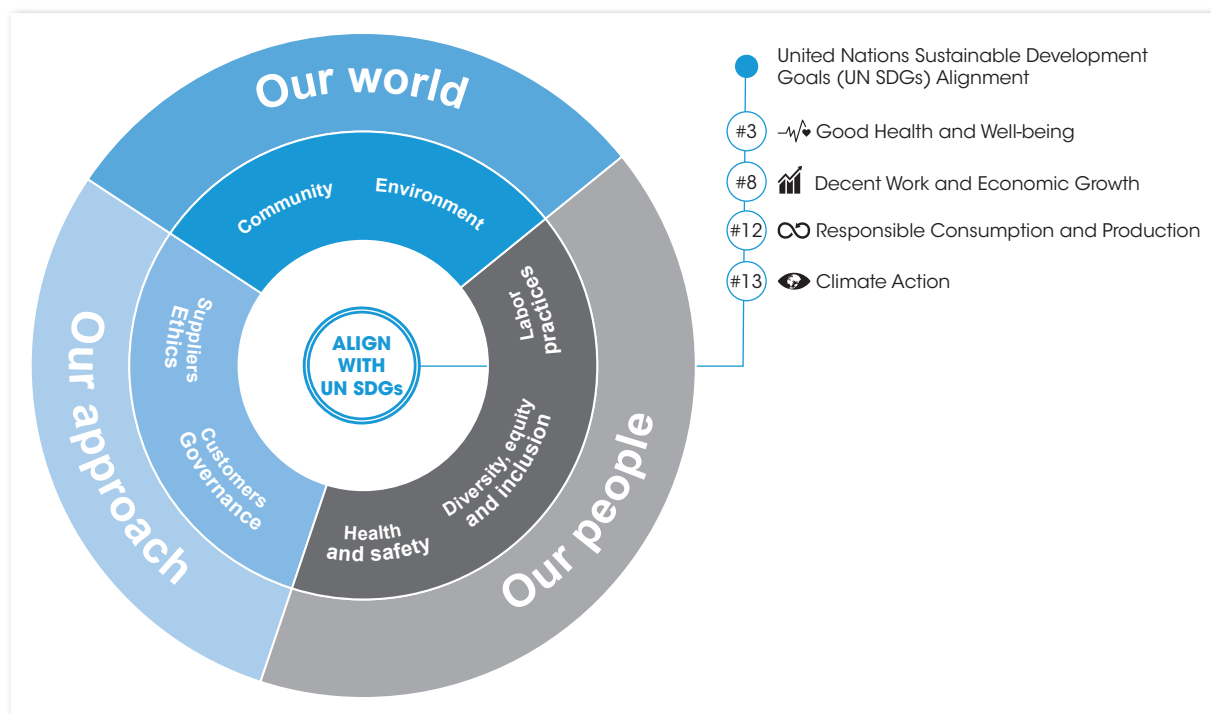 Our world
Community
Environment
Our approach
Suppliers
Ethics
Customers
Governance
Labor
practices
Diversity, equity
and inclusion
Health
and safety
Our people
ALIGN
WITH
UN SDGs
United Nations Sustainable Development
Goals (UN SDGs) Alignment
#3 Good Health and Well-being
#8 Decent Work and Economic Growth
#12 Responsible Consumption and Production
#13 Climate Action